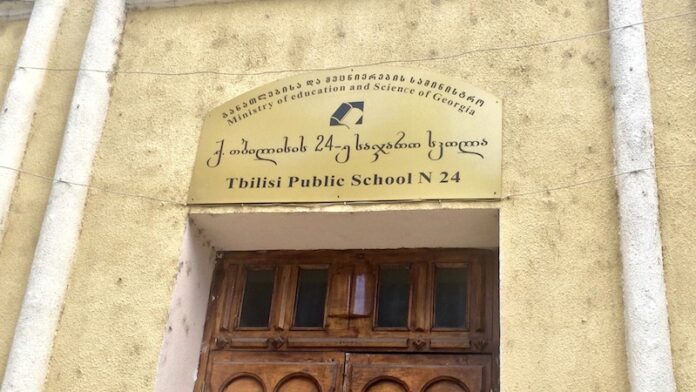 განათლებისა და მეცნიერების სამინისტრო
Ministry of education and Science of Georgia
ქ. თბილისის 24-ე საჯარო სკოლა
Tbilisi Public School N 24